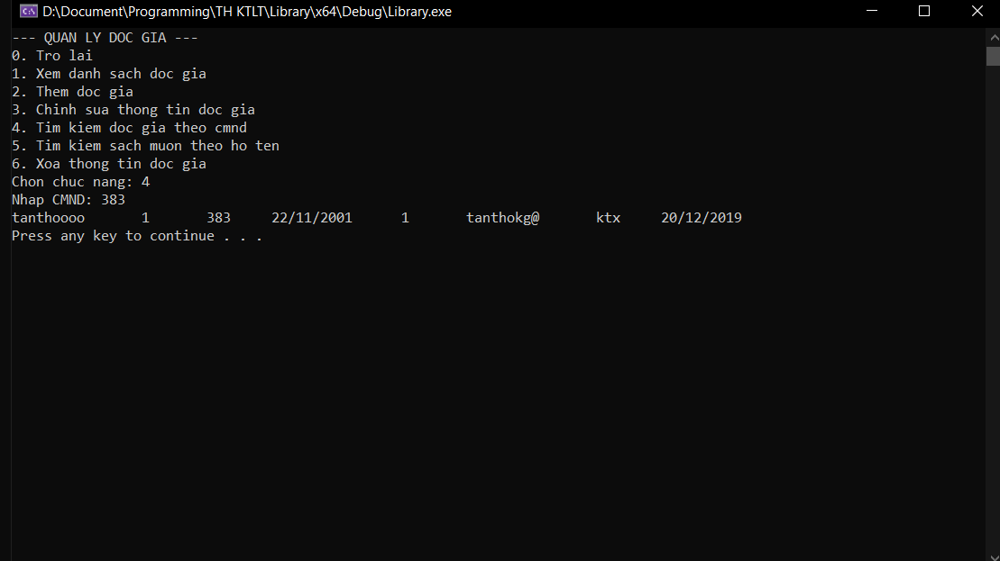 D:\Document\Programming\TH KTLT\Library\x64\Debug\Library.exe
--- QUAN LY DOC GIA ---
0. Tro lai
1. Xem danh sach doc gia
2. Them doc gia
3. Chinh sua thong tin doc gia
4. Tim kiem doc gia theo cmnd
5. Tim kiem sach muon theo ho ten
6. Xoa thong tin doc gia
Chon chuc nang: 4
Nhap CMND: 383
tanthoooo       1       383     22/11/2001      1       tanthokg@       ktx     20/12/2019
Press any key to continue . . .